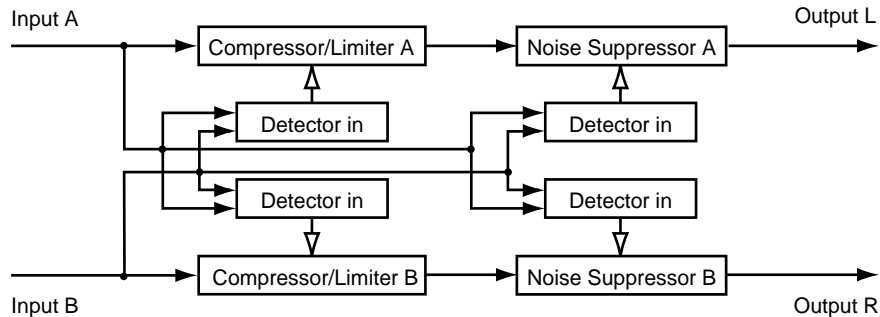 Input A
Output L
Compressor/Limiter A
Noise Suppressor A
Detector in
Detector in
Detector in
Detector in
Compressor/Limiter B
Noise Suppressor B
Input B
Output R